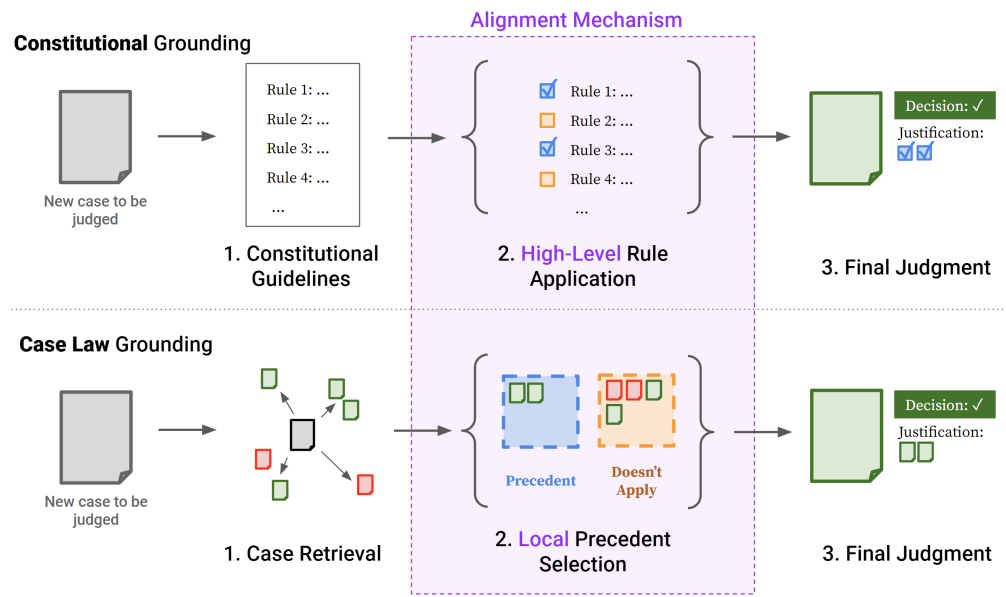 Alignment Mechanism
Constitutional Grounding
Rule 1: ...
Rule 2: ...
Rule 3: ...
Rule 4: ...
...
Rule 1: ...
Rule 2: ...
Rule 3: ...
Rule 4: ...
...
Decision: ✓
Justification:
New case to be
judged
1. Constitutional
Guidelines
2. High-Level Rule
Application
3. Final Judgment
Case Law Grounding
Precedent
Doesn't
Apply
Decision: ✓
Justification:
New case to be
judged
1. Case Retrieval
2. Local Precedent
Selection
3. Final Judgment